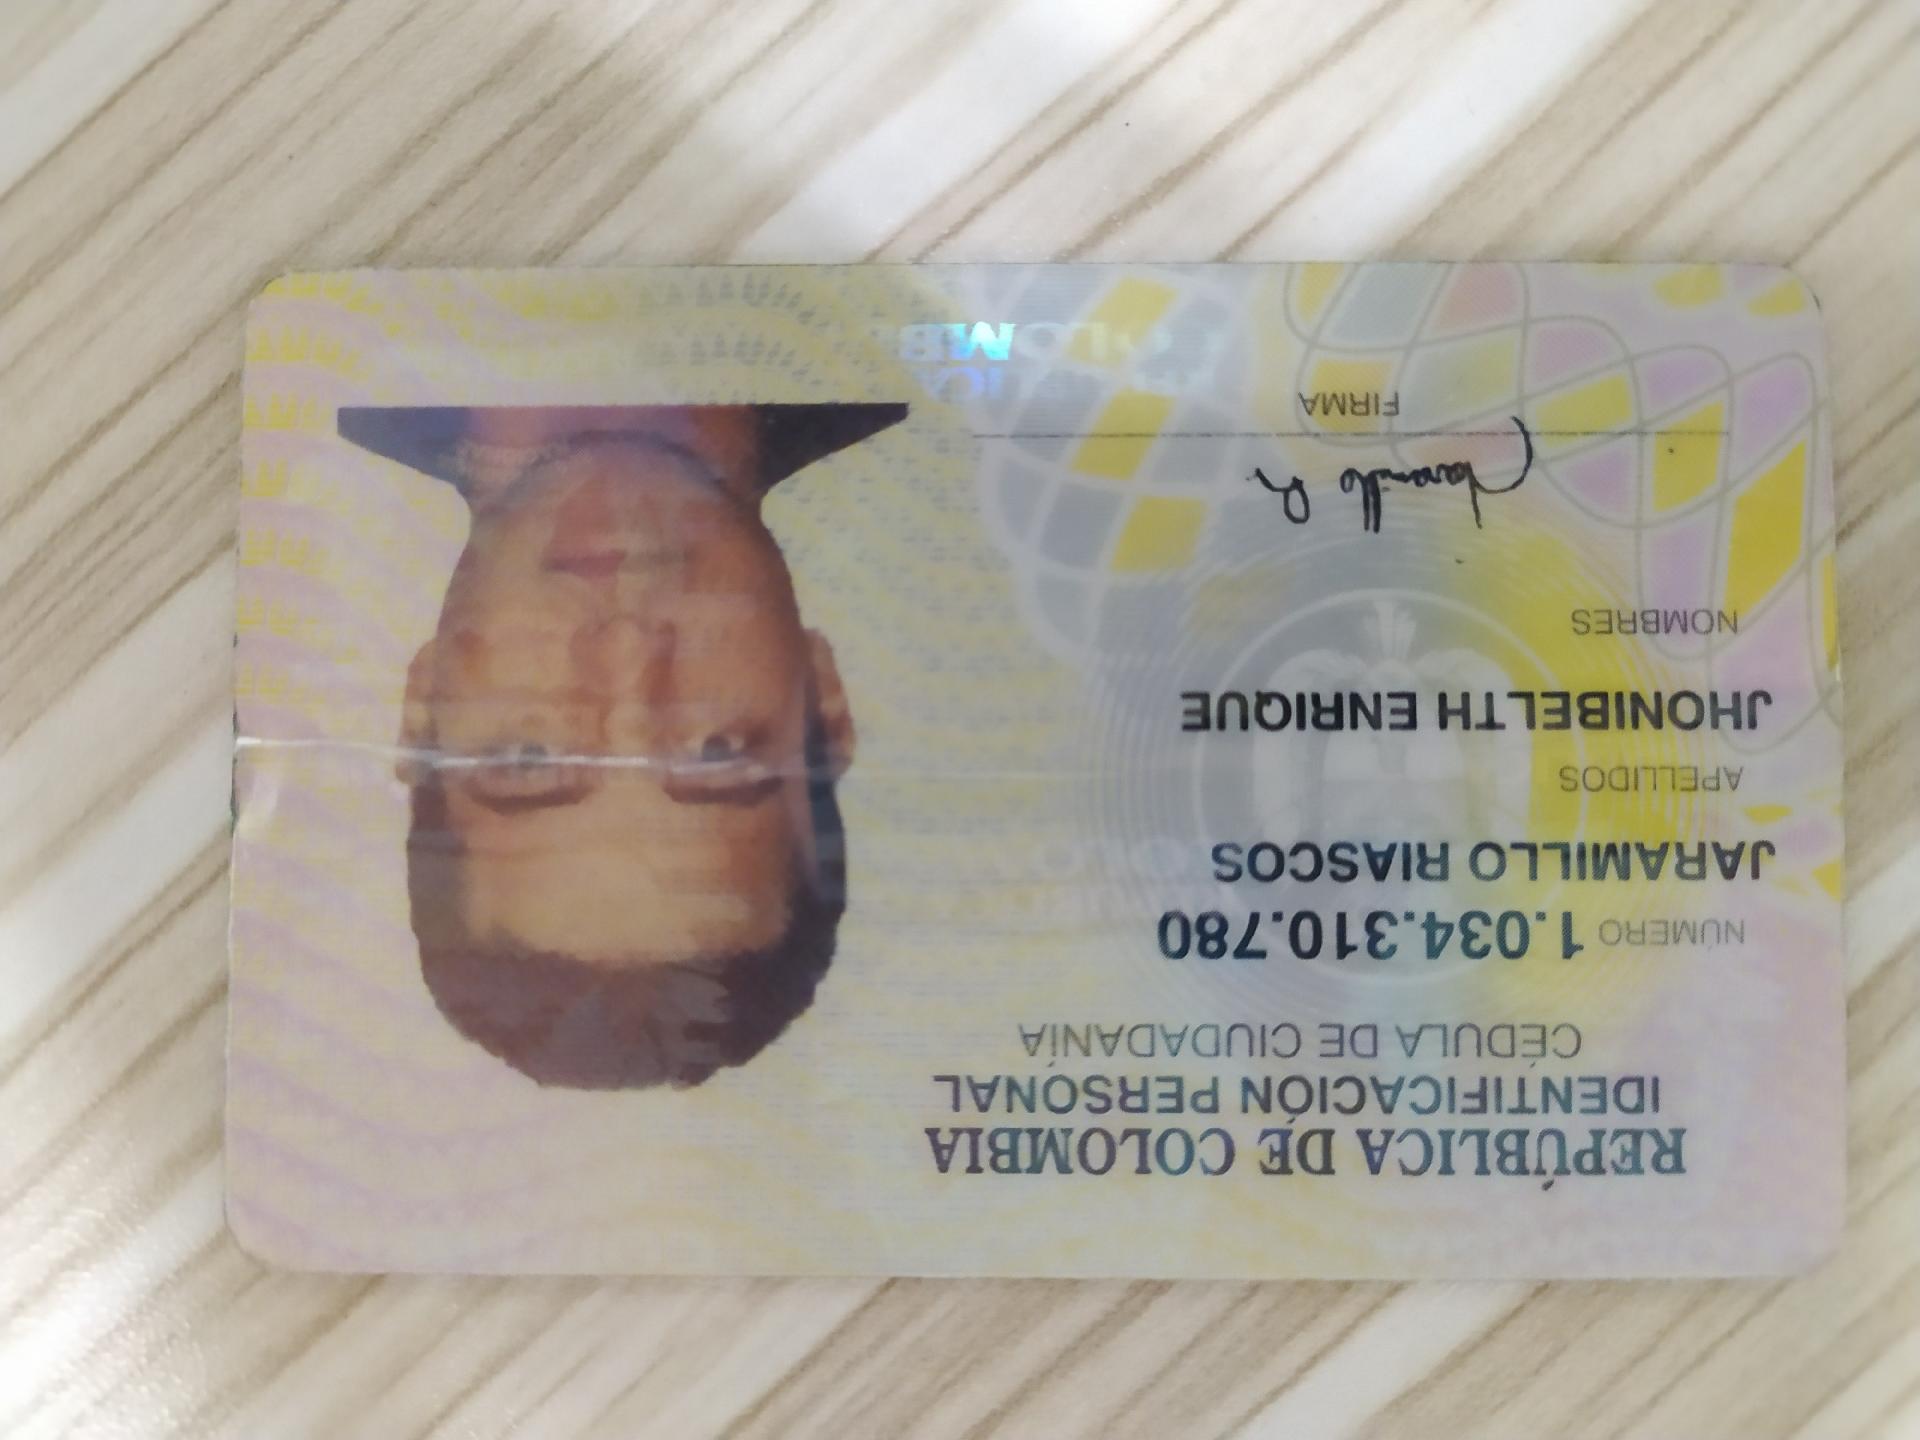 REPÚBLICA DE COLOMBIA
IDENTIFICACIÓN PERSONAL
CÉDULA DE CIUDADANÍA
NÚMERO 1.034.310.780
JARAMILLO RIASCOS
APELLIDOS
JHONIBELTH ENRIQUE
NOMBRES
Jaramillo R.
FIRMA
COLOMBIA